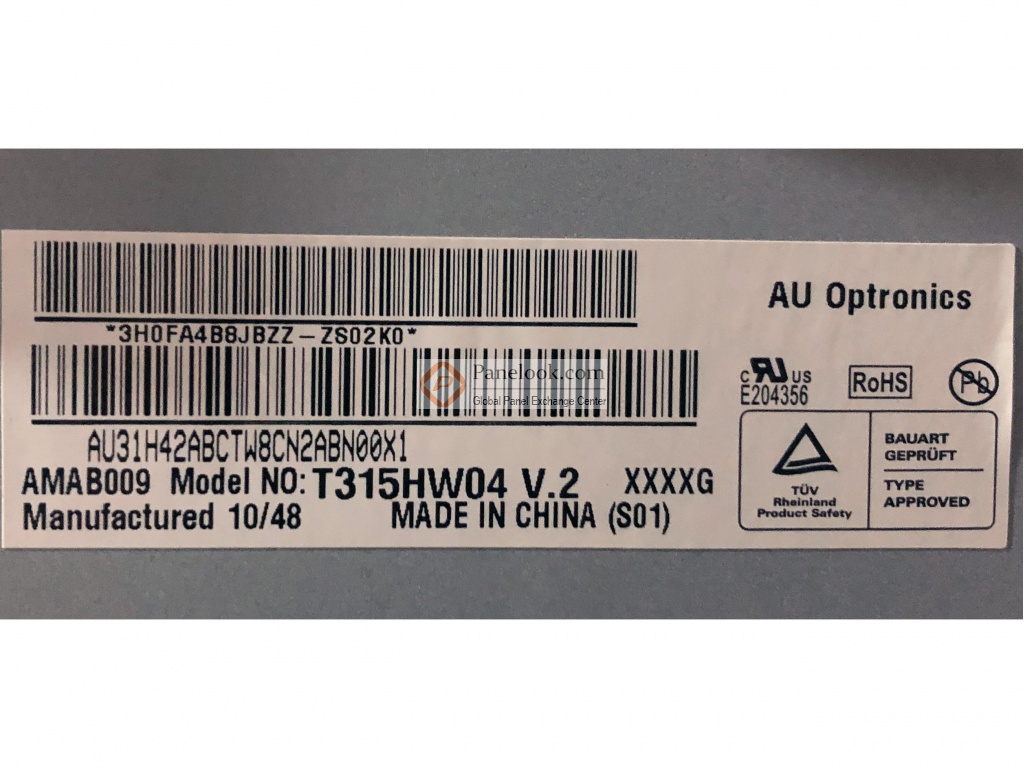 AU Optronics
*3H0FA4B8JBZZ-ZS02K0*
Panelook.com
Global Panel Exchange Center
C UL US
E204356
RoHS
Pb
AU31H42ABCTW8CN2ABN00X1
AMAB009 Model NO: T315HW04 V.2 XXXXG
Manufactured 10/48 MADE IN CHINA (S01)
TÜV
Rheinland
Product Safety
BAUART
GEPRÜFT
TYPE
APPROVED